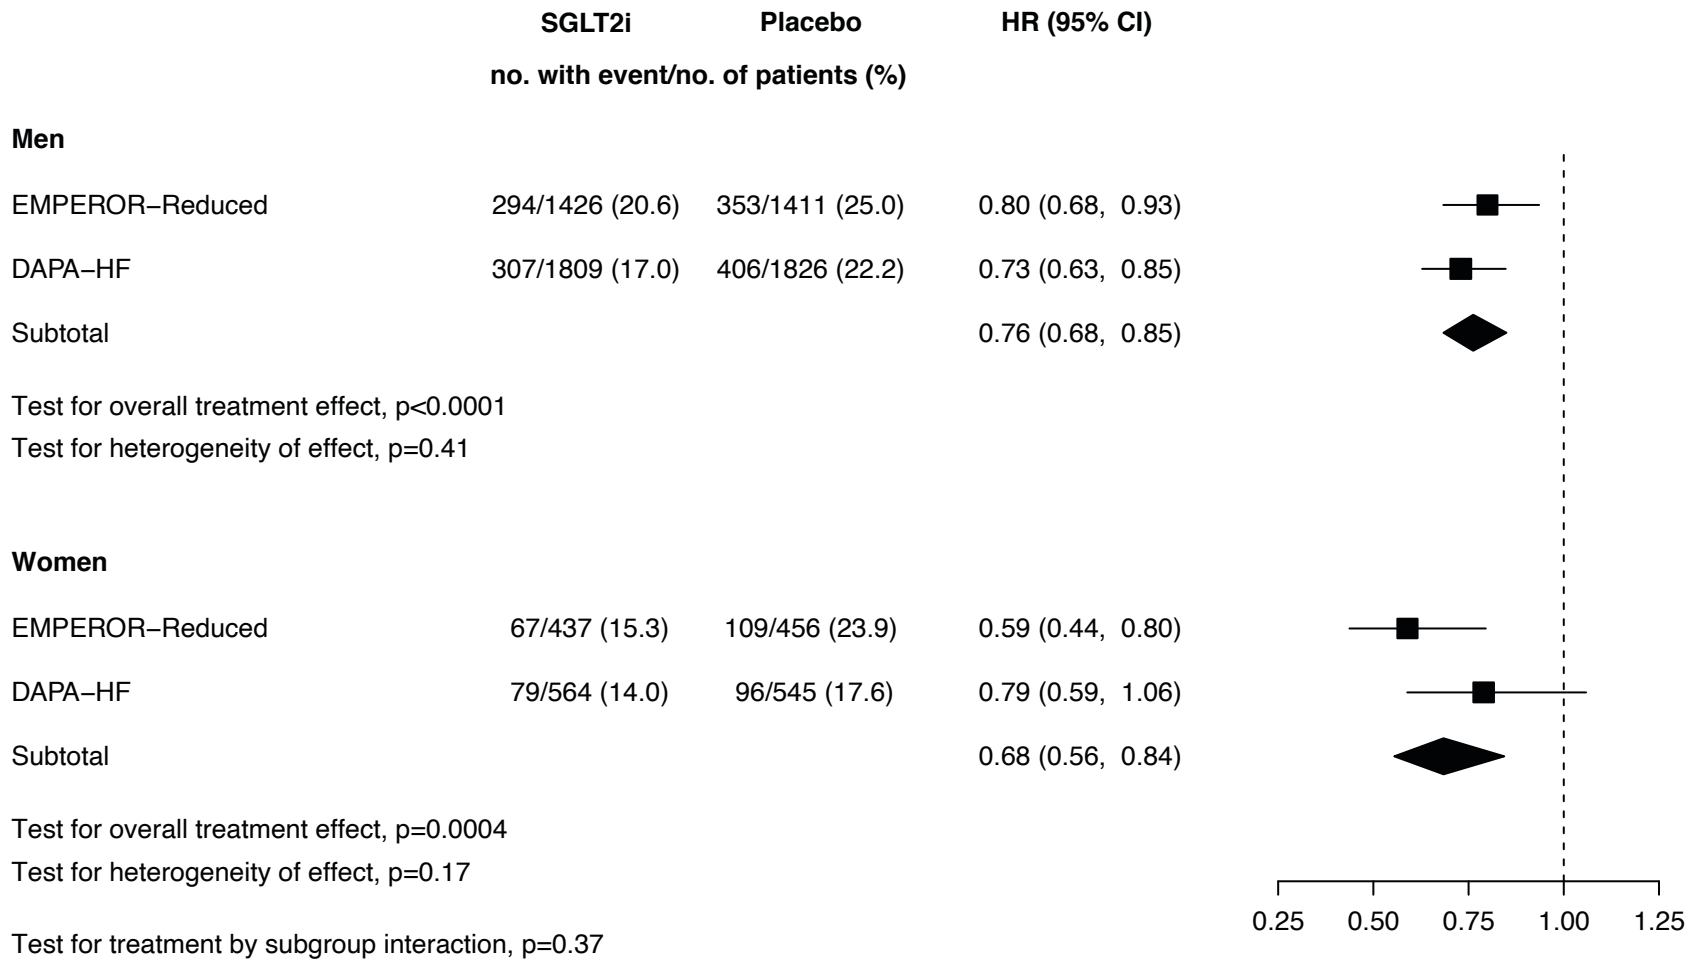 SGLT2i Placebo HR (95% CI)
no. with event/no. of patients (%)
Men
EMPEROR−Reduced 294/1426 (20.6) 353/1411 (25.0) 0.80 (0.68, 0.93)
DAPA−HF 307/1809 (17.0) 406/1826 (22.2) 0.73 (0.63, 0.85)
Subtotal 0.76 (0.68, 0.85)
Test for overall treatment effect, p<0.0001
Test for heterogeneity of effect, p=0.41
Women
EMPEROR−Reduced 67/437 (15.3) 109/456 (23.9) 0.59 (0.44, 0.80)
DAPA−HF 79/564 (14.0) 96/545 (17.6) 0.79 (0.59, 1.06)
Subtotal 0.68 (0.56, 0.84)
Test for overall treatment effect, p=0.0004
Test for heterogeneity of effect, p=0.17
0.25 0.50 0.75 1.00 1.25
Test for treatment by subgroup interaction, p=0.37